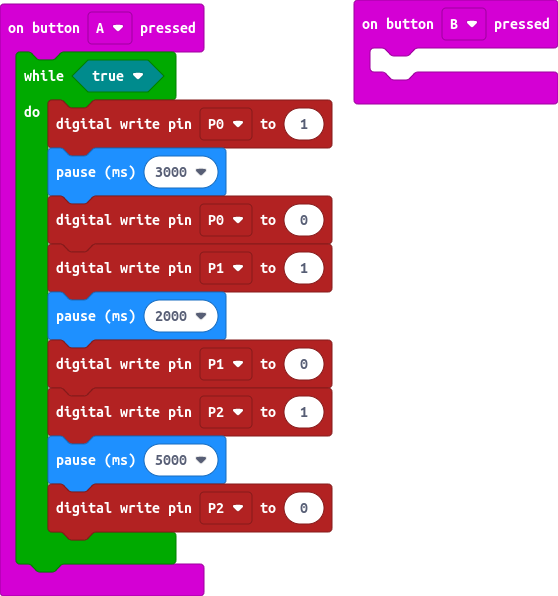 on button A pressed
while true
do
digital write pin P0 to 1
pause (ms) 3000
digital write pin P0 to 0
digital write pin P1 to 1
pause (ms) 2000
digital write pin P1 to 0
digital write pin P2 to 1
pause (ms) 5000
digital write pin P2 to 0
on button B pressed